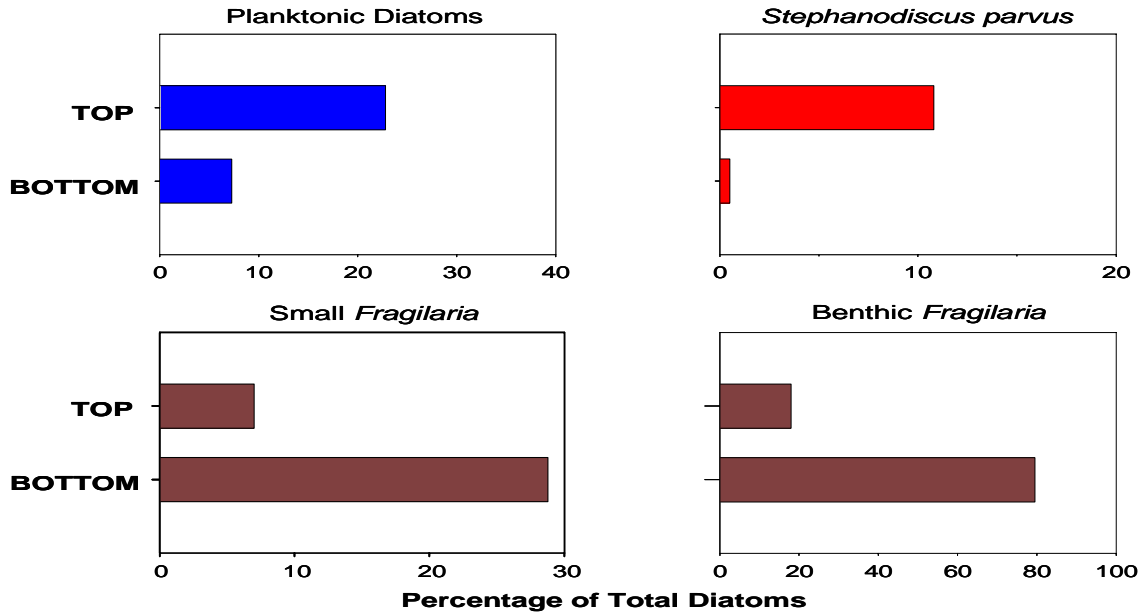 Planktonic Diatoms
Stephanodiscus parvus
TOP
BOTTOM
0 10 20 30 40
0 10 20
Small Fragilaria
Benthic Fragilaria
TOP
BOTTOM
0 10 20 30
0 20 40 60 80 100
Percentage of Total Diatoms